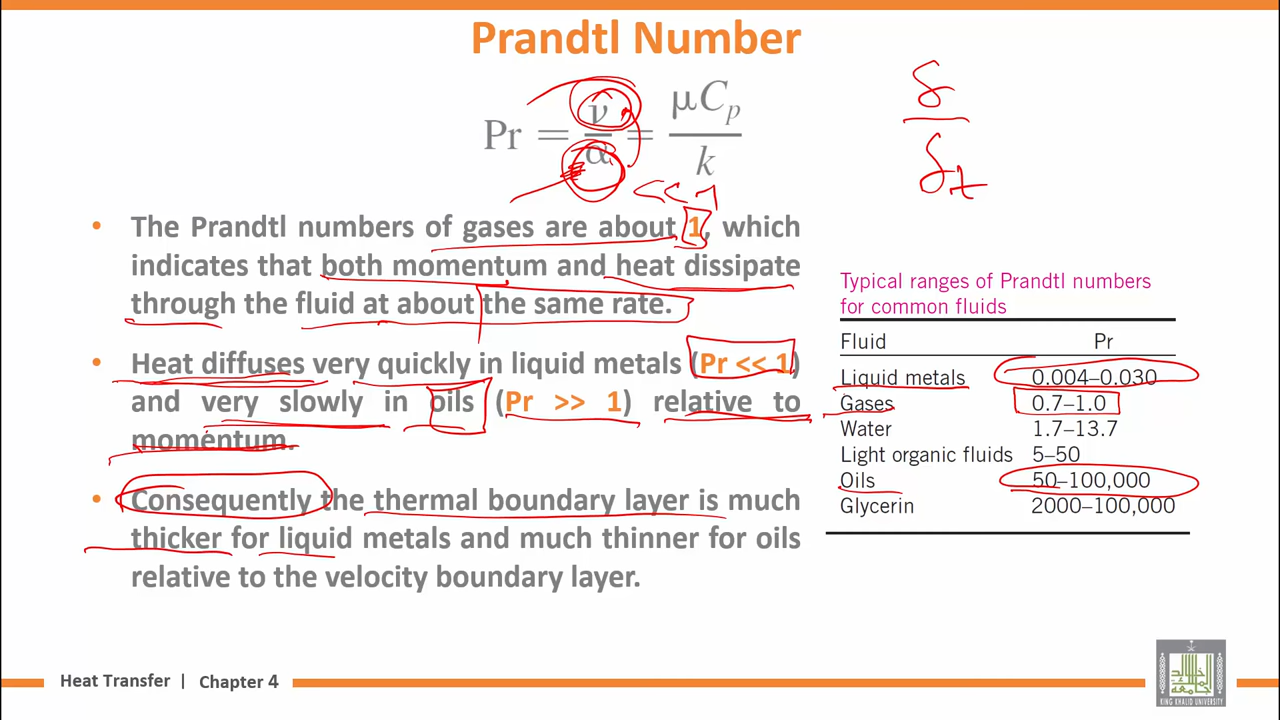 Prandtl Number
Pr = ν/α = μCp/k
δ/δt
<< 1
• The Prandtl numbers of gases are about 1, which
indicates that both momentum and heat dissipate
through the fluid at about the same rate.
• Heat diffuses very quickly in liquid metals (Pr << 1)
and very slowly in oils (Pr >> 1) relative to
momentum.
• Consequently the thermal boundary layer is much
thicker for liquid metals and much thinner for oils
relative to the velocity boundary layer.
Typical ranges of Prandtl numbers
for common fluids
Fluid Pr
Liquid metals 0.004–0.030
Gases 0.7–1.0
Water 1.7–13.7
Light organic fluids 5–50
Oils 50–100,000
Glycerin 2000–100,000
Heat Transfer | Chapter 4
KING KHALID UNIVERSITY